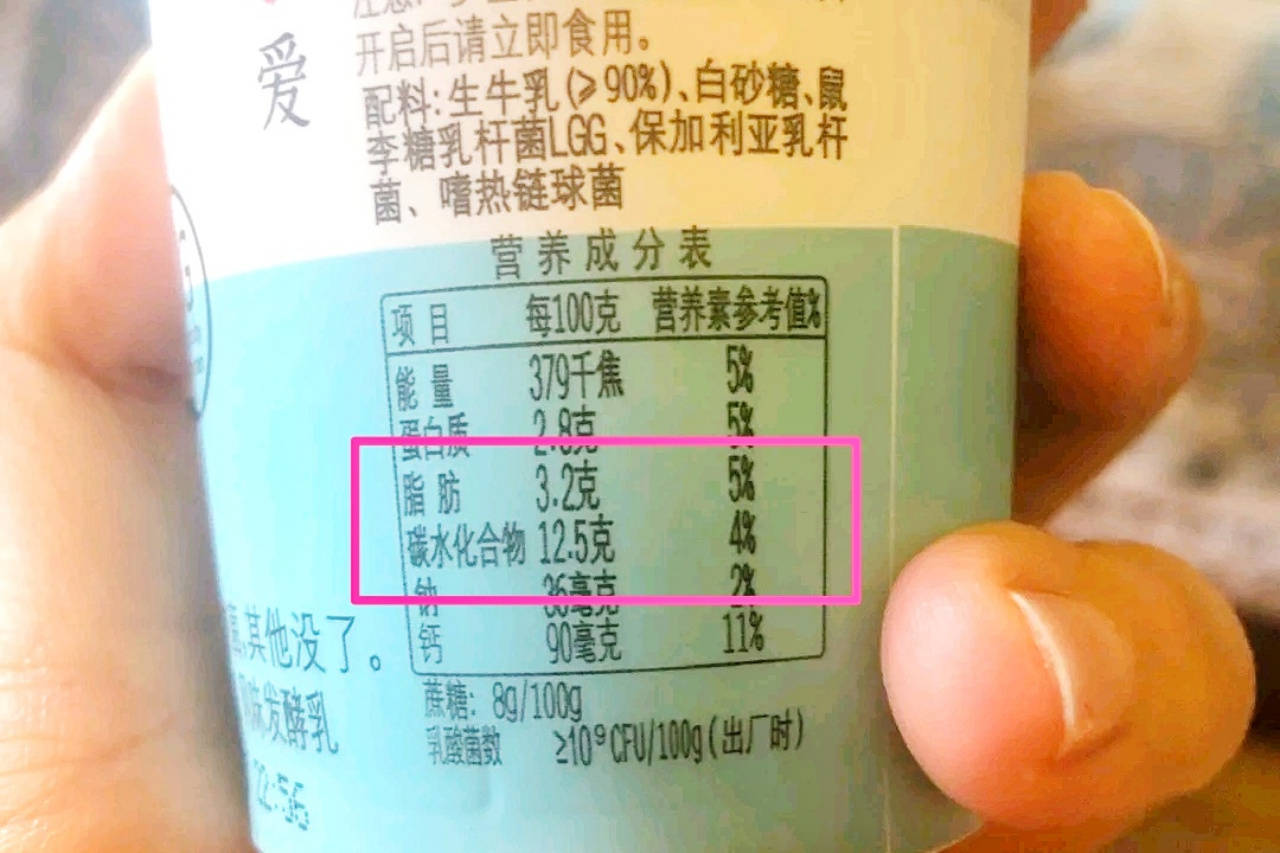 爱
开启后请立即食用。
配料:生牛乳(≥90%)、白砂糖、鼠
李糖乳杆菌LGG、保加利亚乳杆
菌、嗜热链球菌
营养成分表
项目 每100克 营养素参考值%
能量 379千焦 5%
蛋白质 2.8克 5%
脂肪 3.2克 5%
碳水化合物 12.5克 4%
钠 36毫克 2%
钙 90毫克 11%
蔗糖: 8g/100g
乳酸菌数 ≥10⁹CFU/100g(出厂时)
其他没了。
味发酵乳
22:56